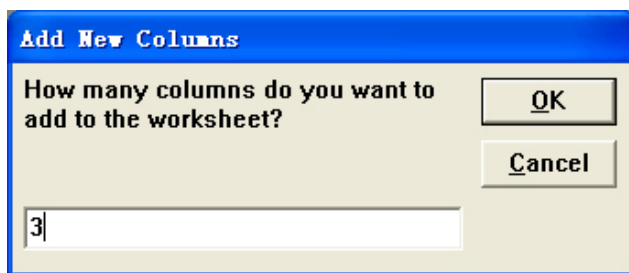 Add New Columns
How many columns do you want to
add to the worksheet?
OK
Cancel
3